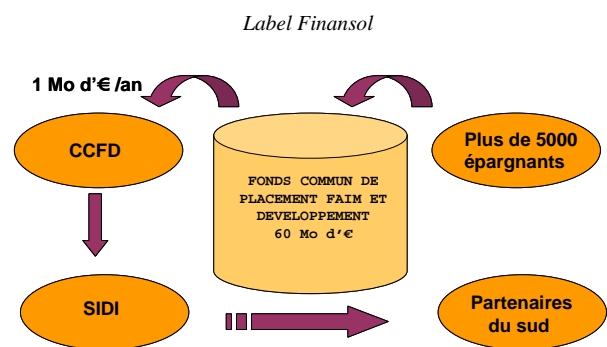 Label Finansol
1 Mo d'€ /an
CCFD
Plus de 5000
épargnants
FONDS COMMUN DE
PLACEMENT FAIM ET
DEVELOPPEMENT
60 Mo d'€
SIDI
Partenaires
du sud